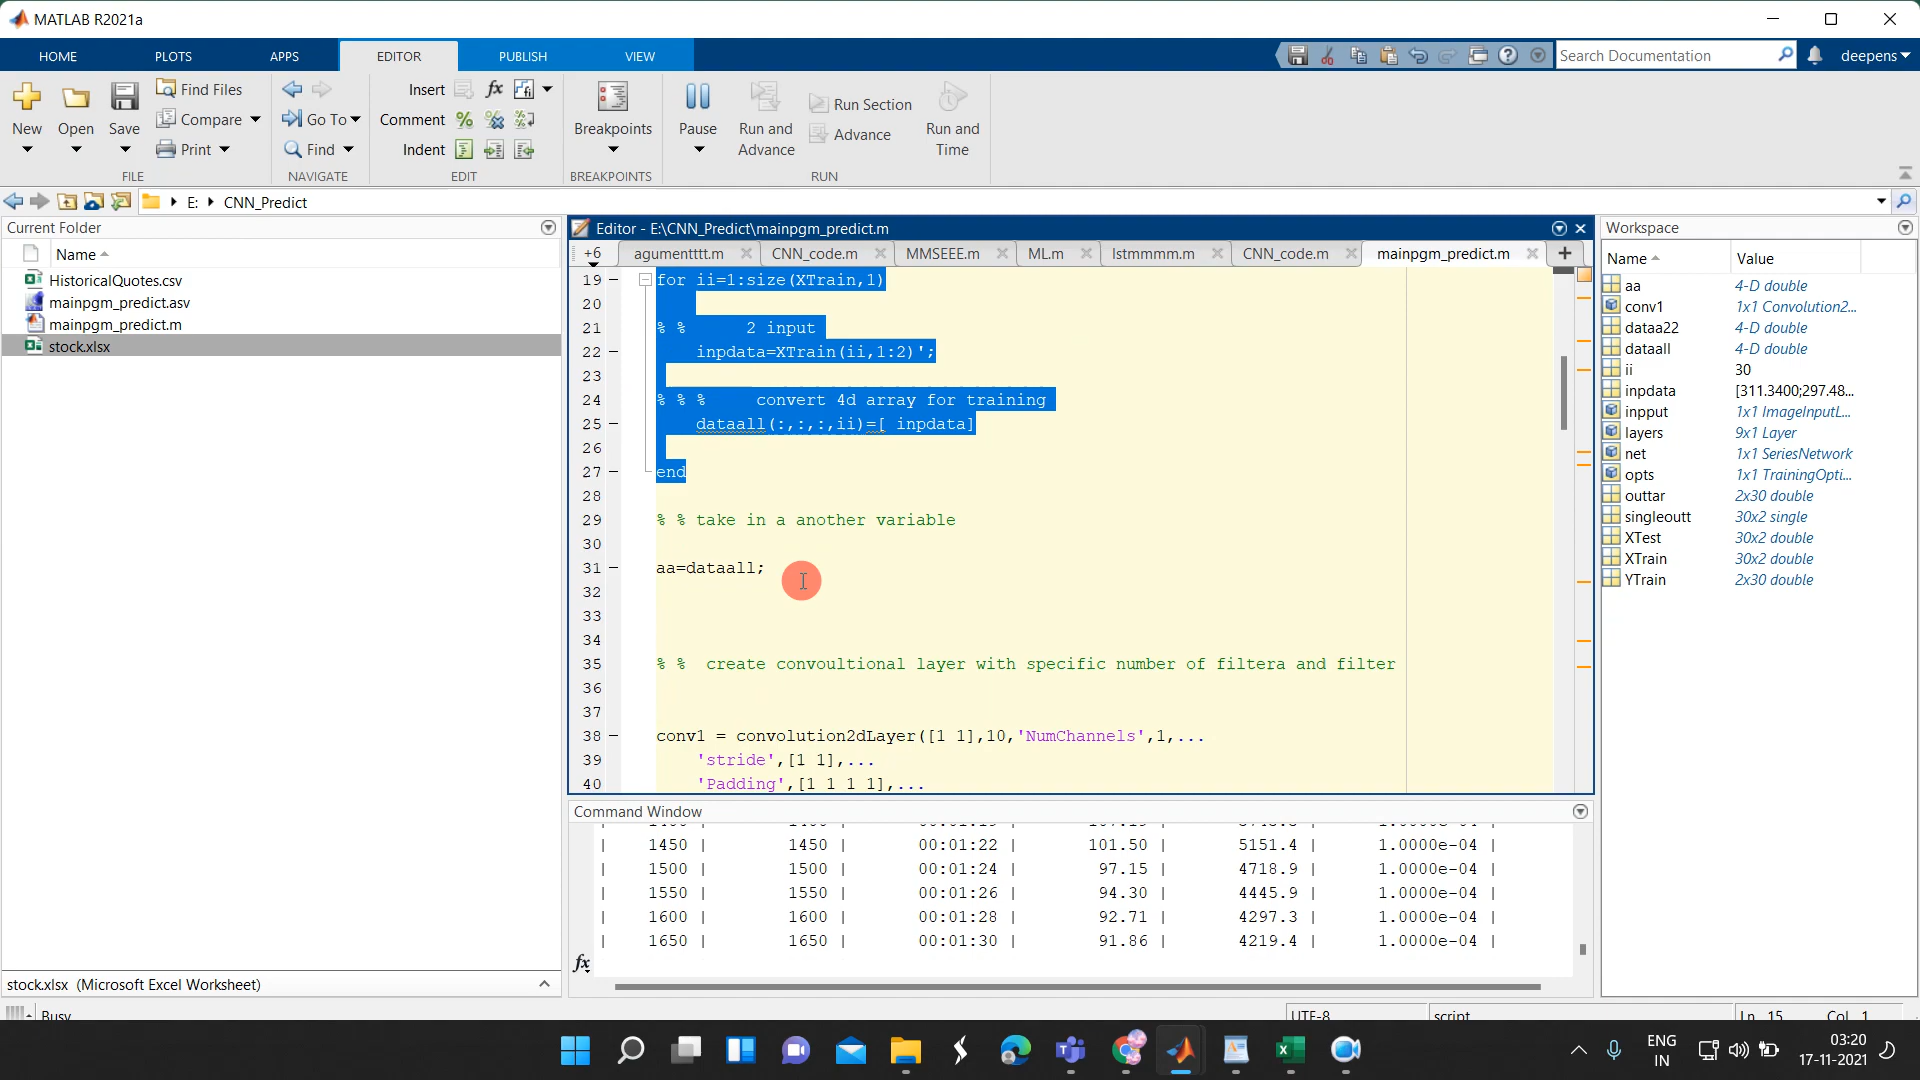 MATLAB R2021a
HOME PLOTS APPS EDITOR PUBLISH VIEW
Search Documentation deepens
New Open Save
Find Files
Compare
Print
FILE
Go To
Find
NAVIGATE
Insert fx
Comment
Indent
EDIT
Breakpoints
BREAKPOINTS
Pause
Run and Advance
Run Section
Advance
Run and Time
RUN
E: CNN_Predict
Current Folder
Name
HistoricalQuotes.csv
mainpgm_predict.asv
mainpgm_predict.m
stock.xlsx
stock.xlsx (Microsoft Excel Worksheet)
Busy
Editor - E:\CNN_Predict\mainpgm_predict.m
+6 agumentttt.m CNN_code.m MMSEEE.m ML.m lstmmmm.m CNN_code.m mainpgm_predict.m
19 for ii=1:size(XTrain,1)
20
21 % % 2 input
22 inpdata=XTrain(ii,1:2)';
23
24 % % % convert 4d array for training
25 dataall(:,:,:,ii)=[ inpdata]
26
27 end
28
29 % % take in a another variable
30
31 aa=dataall;
32
33
34
35 % % create convoultional layer with specific number of filtera and filter
36
37
38 conv1 = convolution2dLayer([1 1],10,'NumChannels',1,...
39 'stride',[1 1],...
40 'Padding',[1 1 1 1],...
Command Window
| 1450 | 1450 | 00:01:22 | 101.50 | 5151.4 | 1.0000e-04 |
| 1500 | 1500 | 00:01:24 | 97.15 | 4718.9 | 1.0000e-04 |
| 1550 | 1550 | 00:01:26 | 94.30 | 4445.9 | 1.0000e-04 |
| 1600 | 1600 | 00:01:28 | 92.71 | 4297.3 | 1.0000e-04 |
| 1650 | 1650 | 00:01:30 | 91.86 | 4219.4 | 1.0000e-04 |
fx
UTF-8 script Ln 15 Col 1
Workspace
Name Value
aa 4-D double
conv1 1x1 Convolution2...
dataa22 4-D double
dataall 4-D double
ii 30
inpdata [311.3400;297.48...
inpput 1x1 ImageInputL...
layers 9x1 Layer
net 1x1 SeriesNetwork
opts 1x1 TrainingOpti...
outtar 2x30 double
singleoutt 30x2 single
XTest 30x2 double
XTrain 30x2 double
YTrain 2x30 double
ENG
IN
03:20
17-11-2021